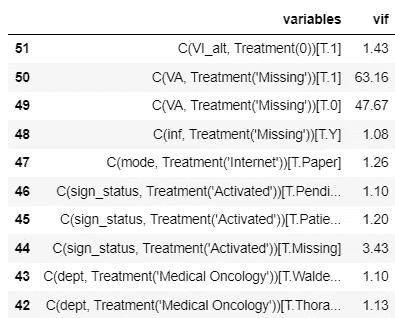 variables vif
51 C(VI_alt, Treatment(0))[T.1] 1.43
50 C(VA, Treatment('Missing'))[T.1] 63.16
49 C(VA, Treatment('Missing'))[T.0] 47.67
48 C(inf, Treatment('Missing'))[T.Y] 1.08
47 C(mode, Treatment('Internet'))[T.Paper] 1.26
46 C(sign_status, Treatment('Activated'))[T.Pendi... 1.10
45 C(sign_status, Treatment('Activated'))[T.Patie... 1.20
44 C(sign_status, Treatment('Activated'))[T.Missing] 3.43
43 C(dept, Treatment('Medical Oncology'))[T.Walde... 1.10
42 C(dept, Treatment('Medical Oncology'))[T.Thora... 1.13